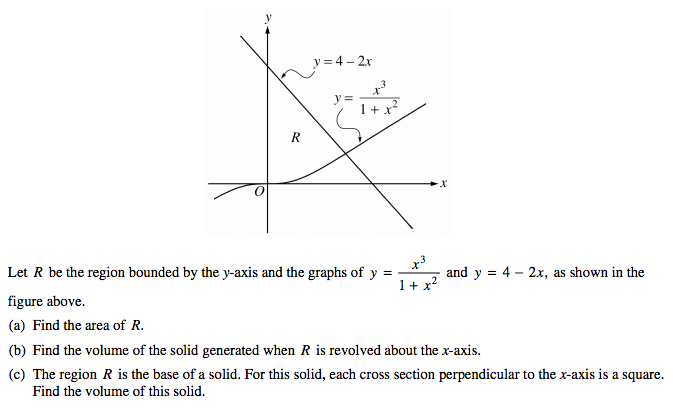 y
y = 4 – 2x
y = x³ / (1 + x²)
R
O
x
Let R be the region bounded by the y-axis and the graphs of y = x³ / (1 + x²) and y = 4 – 2x, as shown in the
figure above.
(a) Find the area of R.
(b) Find the volume of the solid generated when R is revolved about the x-axis.
(c) The region R is the base of a solid. For this solid, each cross section perpendicular to the x-axis is a square.
Find the volume of this solid.